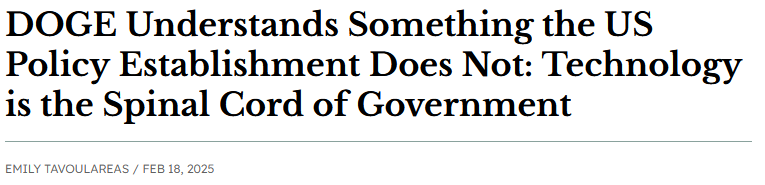 DOGE Understands Something the US
Policy Establishment Does Not: Technology
is the Spinal Cord of Government
EMILY TAVOULAREAS / FEB 18, 2025